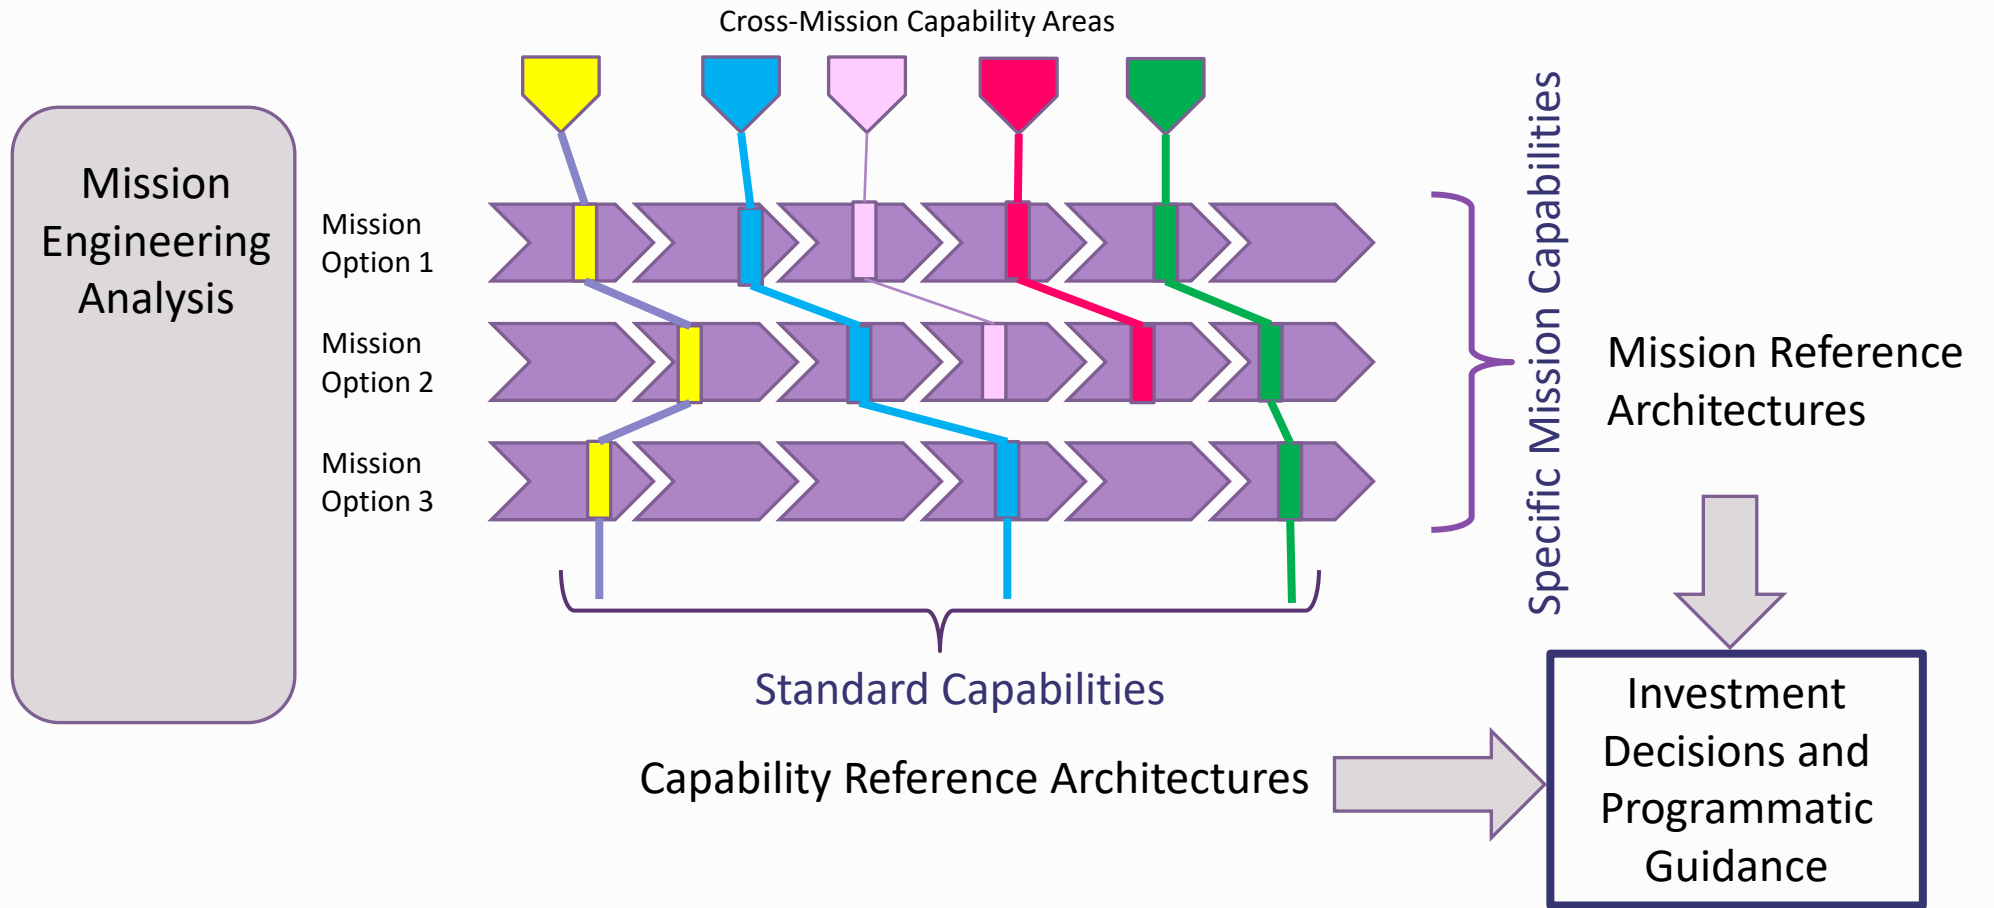 Cross-Mission Capability Areas
Mission
Engineering
Analysis
Mission
Option 1
Mission
Option 2
Mission
Option 3
Specific Mission Capabilities
Mission Reference
Architectures
Standard Capabilities
Capability Reference Architectures
Investment
Decisions and
Programmatic
Guidance